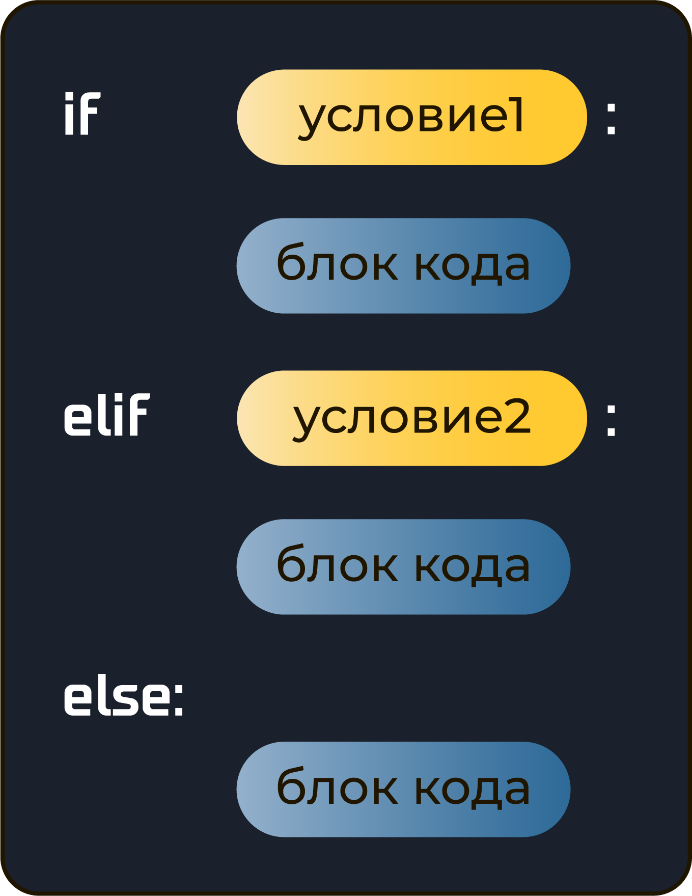 if условие1 :
блок кода
elif условие2 :
блок кода
else:
блок кода